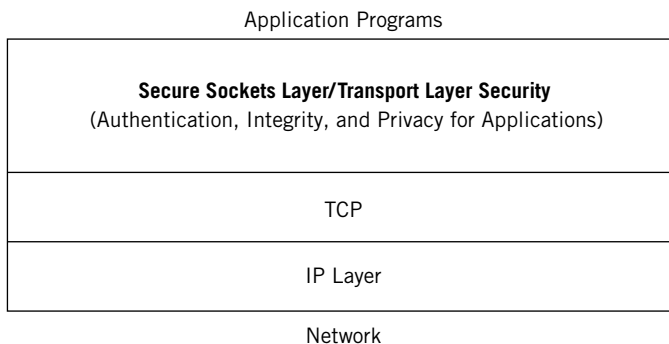 Application Programs
Secure Sockets Layer/Transport Layer Security
(Authentication, Integrity, and Privacy for Applications)
TCP
IP Layer
Network